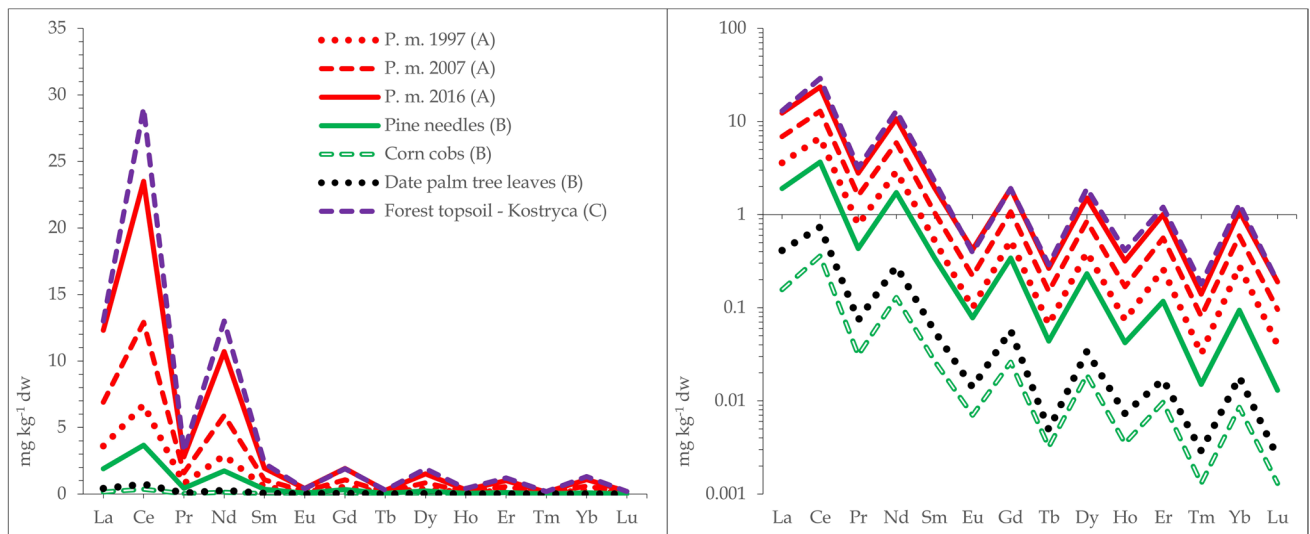 35
30
25
20
15
10
5
0
mg kg⁻¹ dw
P. m. 1997 (A)
P. m. 2007 (A)
P. m. 2016 (A)
Pine needles (B)
Corn cobs (B)
Date palm tree leaves (B)
Forest topsoil - Kostryca (C)
La Ce Pr Nd Sm Eu Gd Tb Dy Ho Er Tm Yb Lu
100
10
1
0.1
0.01
0.001
mg kg⁻¹ dw
La Ce Pr Nd Sm Eu Gd Tb Dy Ho Er Tm Yb Lu